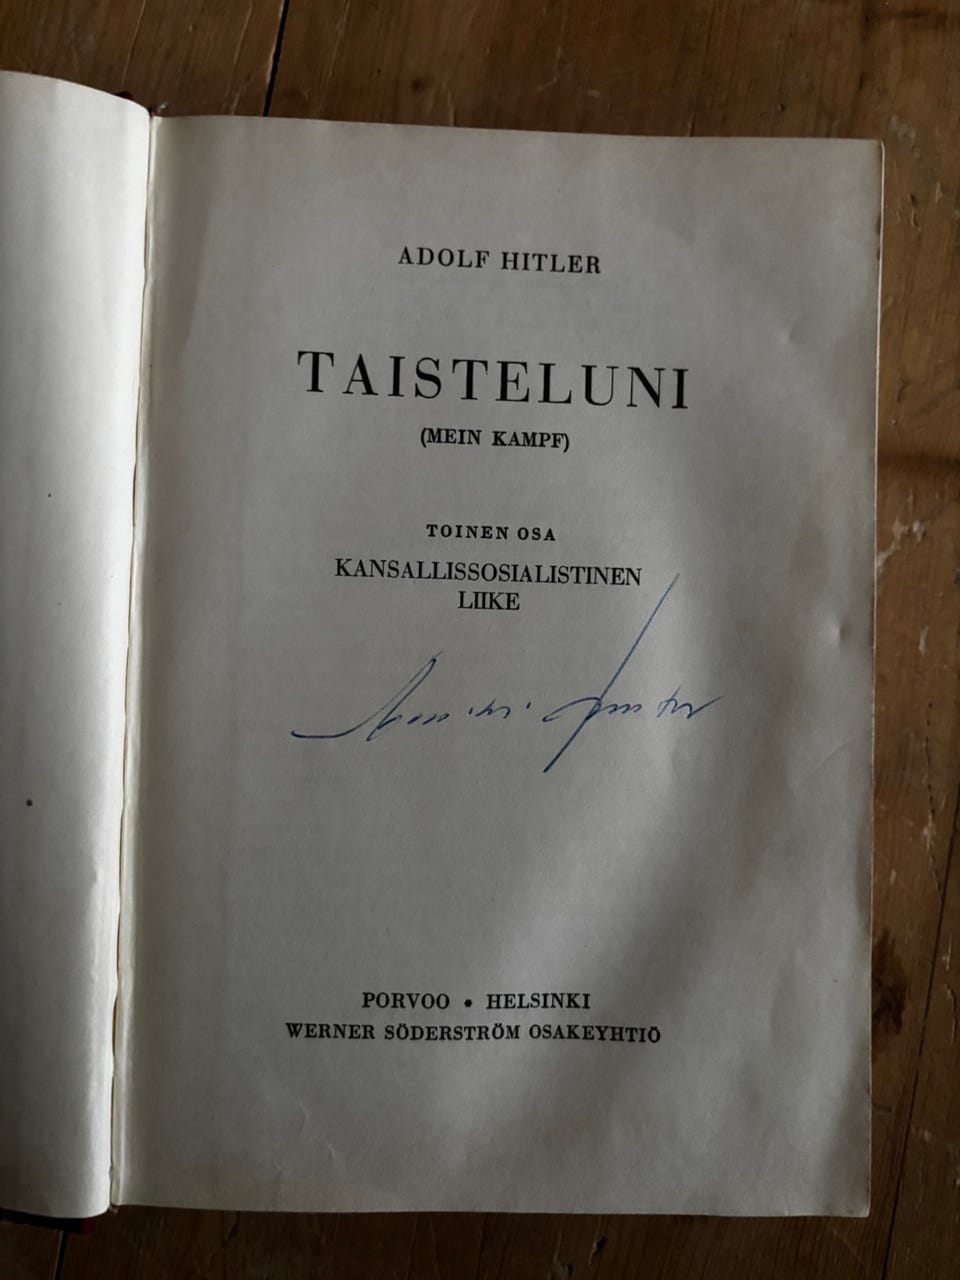 ADOLF HITLER
TAISTELUNI
(MEIN KAMPF)
TOINEN OSA
KANSALLISSOSIALISTINEN
LIIKE
PORVOO * HELSINKI
WERNER SÖDERSTRÖM OSAKEYHTIÖ